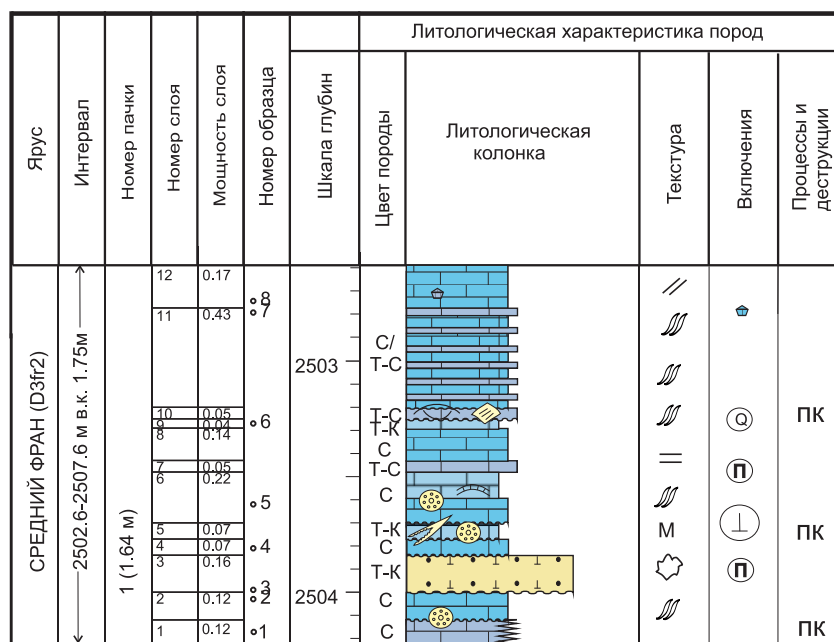 Литологическая характеристика пород
Ярус
Интервал
Номер пачки
Номер слоя
Мощность слоя
Номер образца
Шкала глубин
Цвет породы
Литологическая
колонка
Текстура
Включения
Процессы и
деструкции
СРЕДНИЙ ФРАН (D3fr2)
2502.6-2507.6 м в.к. 1.75м
1 (1.64 м)
12 0.17
8
7
11 0.43
С/
2503 Т-С
10 0.05 Т-С
9 0.04 6 Т-К Q ПК
8 0.14 С
7 0.05 Т-С П
6 0.22
С
5
5 0.07 Т-К М ПК
4 0.07 4 С
3 0.16 Т-К П
3
2 0.12 2 2504 С
1 0.12 1 С ПК